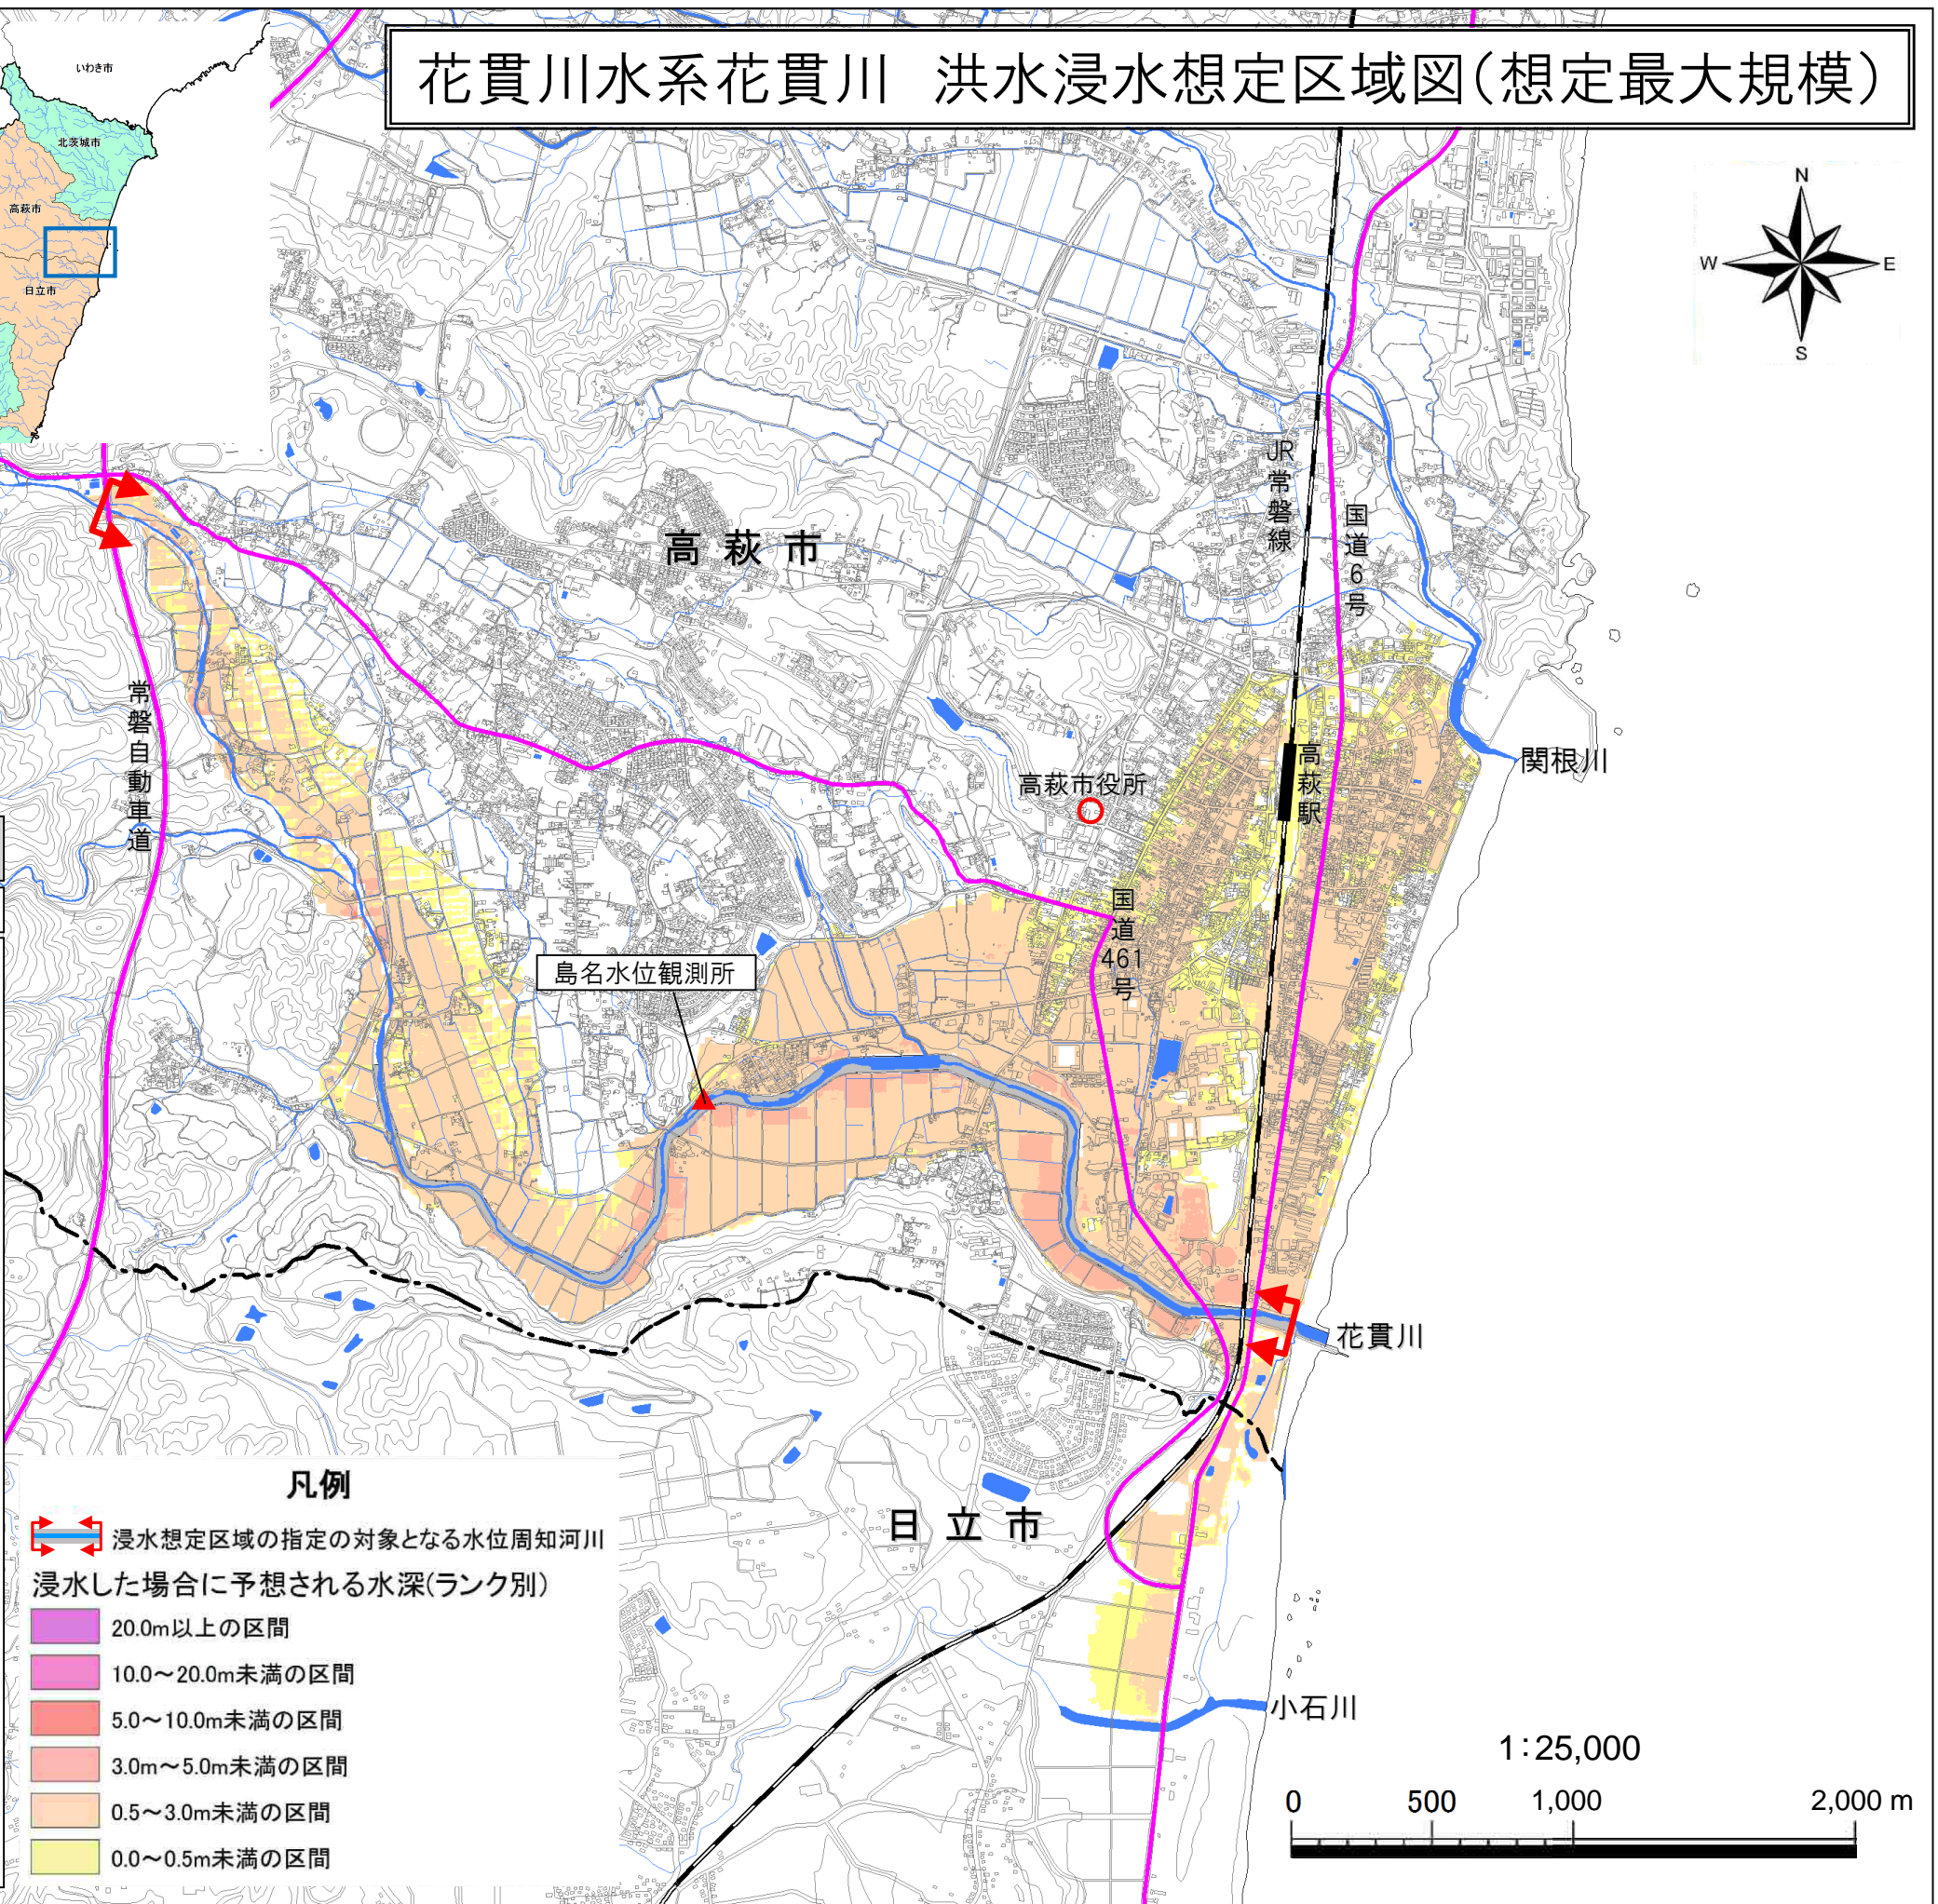 花貫川水系花貫川　洪水浸水想定区域図(想定最大規模)
いわき市
北茨城市
高萩市
日立市
N
W
E
S
JR常磐線
国道6号
高萩市
常磐自動車道
関根川
高萩駅
高萩市役所
国道461号
島名水位観測所
花貫川
日立市
小石川
凡例
浸水想定区域の指定の対象となる水位周知河川
浸水した場合に予想される水深(ランク別)
20.0m以上の区間
10.0～20.0m未満の区間
5.0～10.0m未満の区間
3.0m～5.0m未満の区間
0.5～3.0m未満の区間
0.0～0.5m未満の区間
1:25,000
0 500 1,000 2,000 m